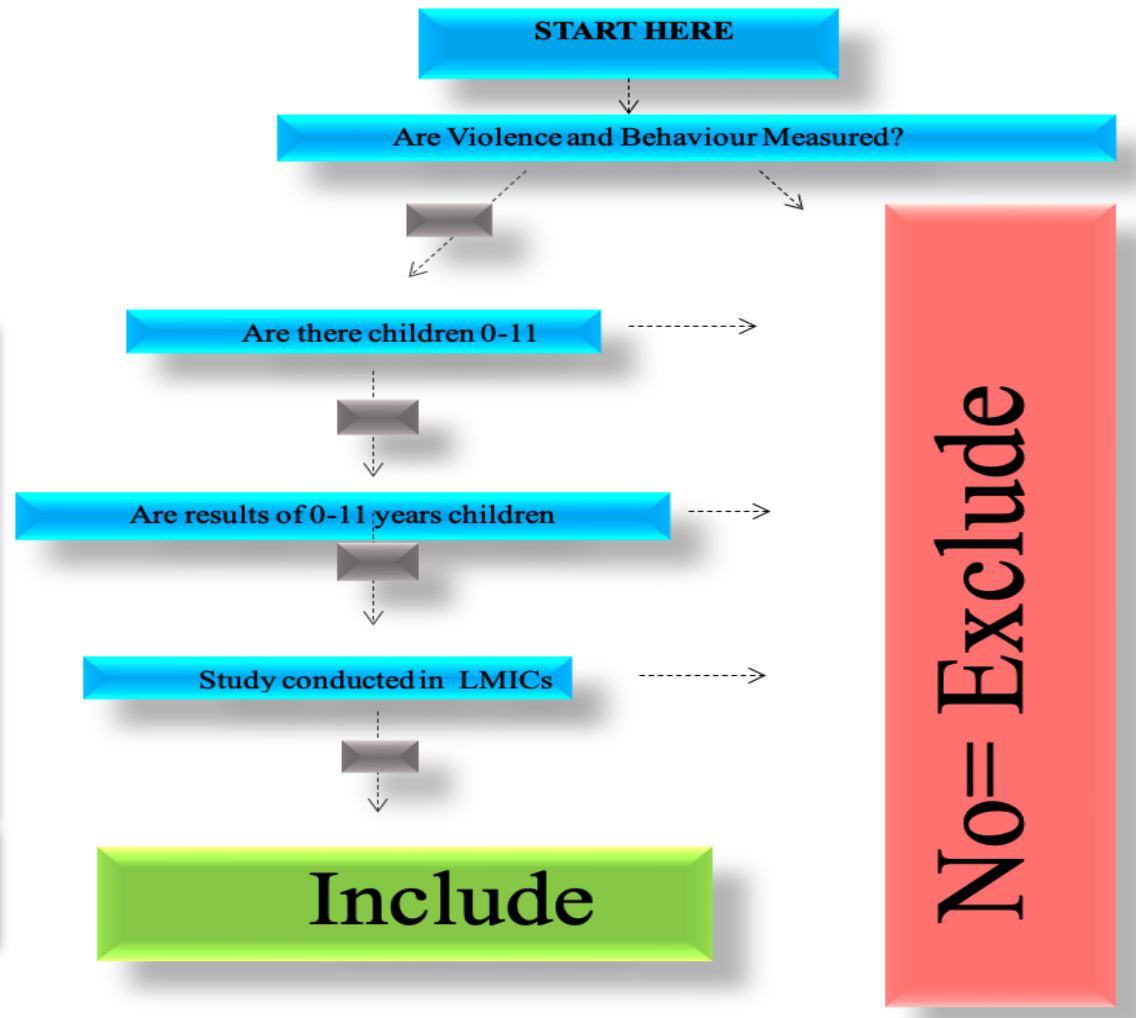 START HERE
Are Violence and Behaviour Measured?
Are there children 0-11
Are results of 0-11 years children
Study conducted in LMICs
Include
No= Exclude